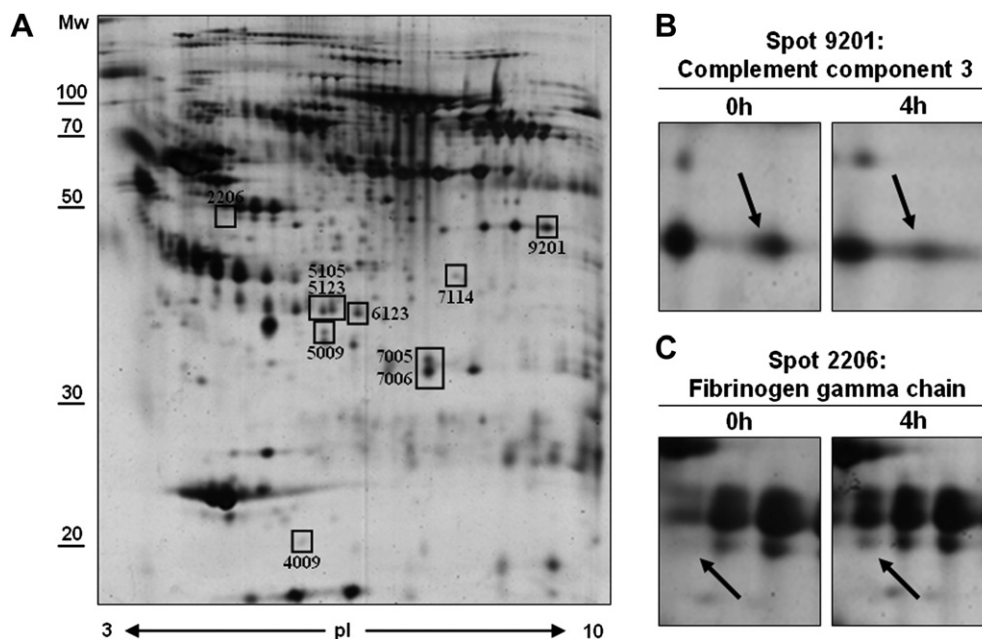 A
Mw
100
70
50
30
20
2206
9201
7114
5105
5123
6123
5009
7005
7006
4009
3 pI 10
B
Spot 9201:
Complement component 3
0h 4h
C
Spot 2206:
Fibrinogen gamma chain
0h 4h